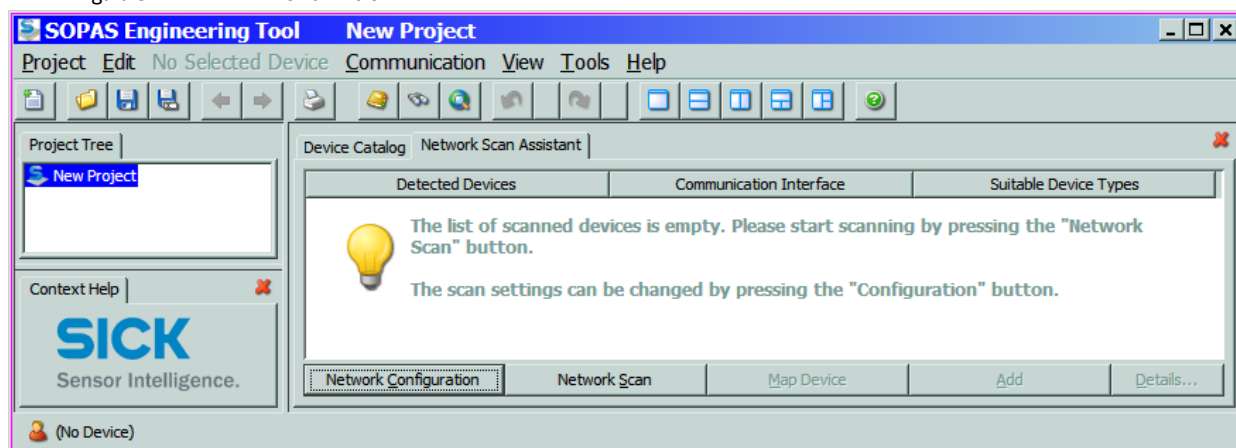 SOPAS Engineering Tool New Project
Project Edit No Selected Device Communication View Tools Help
Project Tree
New Project
Context Help
SICK
Sensor Intelligence.
Device Catalog Network Scan Assistant
Detected Devices Communication Interface Suitable Device Types
The list of scanned devices is empty. Please start scanning by pressing the "Network
Scan" button.
The scan settings can be changed by pressing the "Configuration" button.
Network Configuration Network Scan Map Device Add Details...
(No Device)